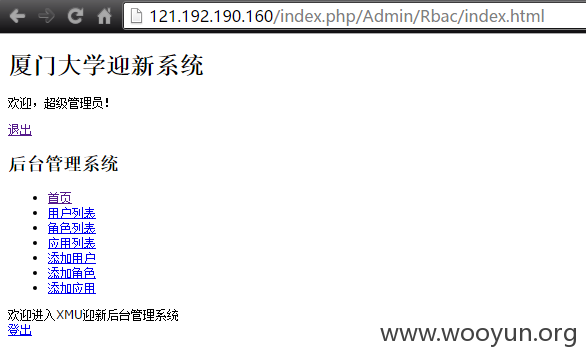 121.192.190.160/index.php/Admin/Rbac/index.html
厦门大学迎新系统
欢迎，超级管理员！
退出
后台管理系统
首页
用户列表
角色列表
应用列表
添加用户
添加角色
添加应用
欢迎进入XMU迎新后台管理系统
登出
www.wooyun.org